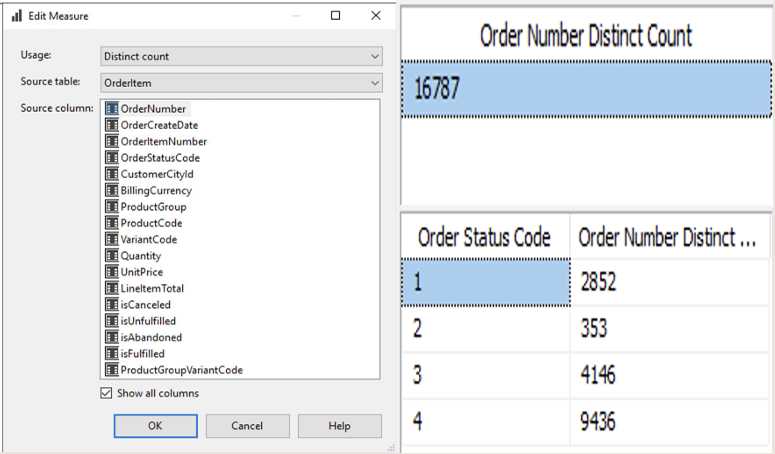 Edit Measure
Usage: Distinct count
Source table: OrderItem
Source column: OrderNumber
OrderCreateDate
OrderItemNumber
OrderStatusCode
CustomerCityId
BillingCurrency
ProductGroup
ProductCode
VariantCode
Quantity
UnitPrice
LineItemTotal
isCanceled
isUnfulfilled
isAbandoned
isFulfilled
ProductGroupVariantCode
Show all columns
OK Cancel Help
Order Number Distinct Count
16787
Order Status Code Order Number Distinct ...
1 2852
2 353
3 4146
4 9436